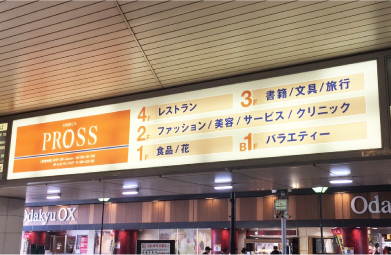 PROSS
4F レストラン
3F 書籍/文具/旅行
2F ファッション/美容/サービス/クリニック
1F 食品/花
B1F バラエティー
Odakyu OX
Oda